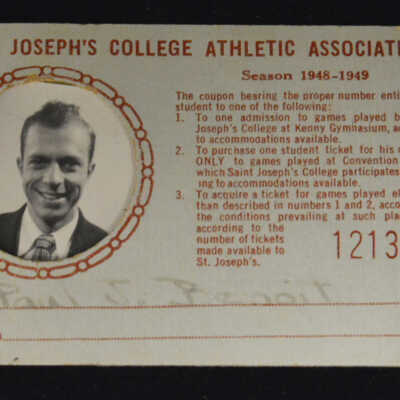 JOSEPH'S COLLEGE ATHLETIC ASSOCIAT
Season 1948-1949
The coupon bearing the proper number enti
student to one of the following:
1. To one admission to games played b
Joseph's College at Kenny Gymnasium, a
to accommodations available.
2. To purchase one student ticket for his
ONLY to games played at Convention
which Saint Joseph's College participates
ing to accommodations available.
3. To acquire a ticket for games played el
than described in numbers 1 and 2, acco
the conditions prevailing at such pla
according to the
number of tickets
made available to
St. Joseph's.
1213